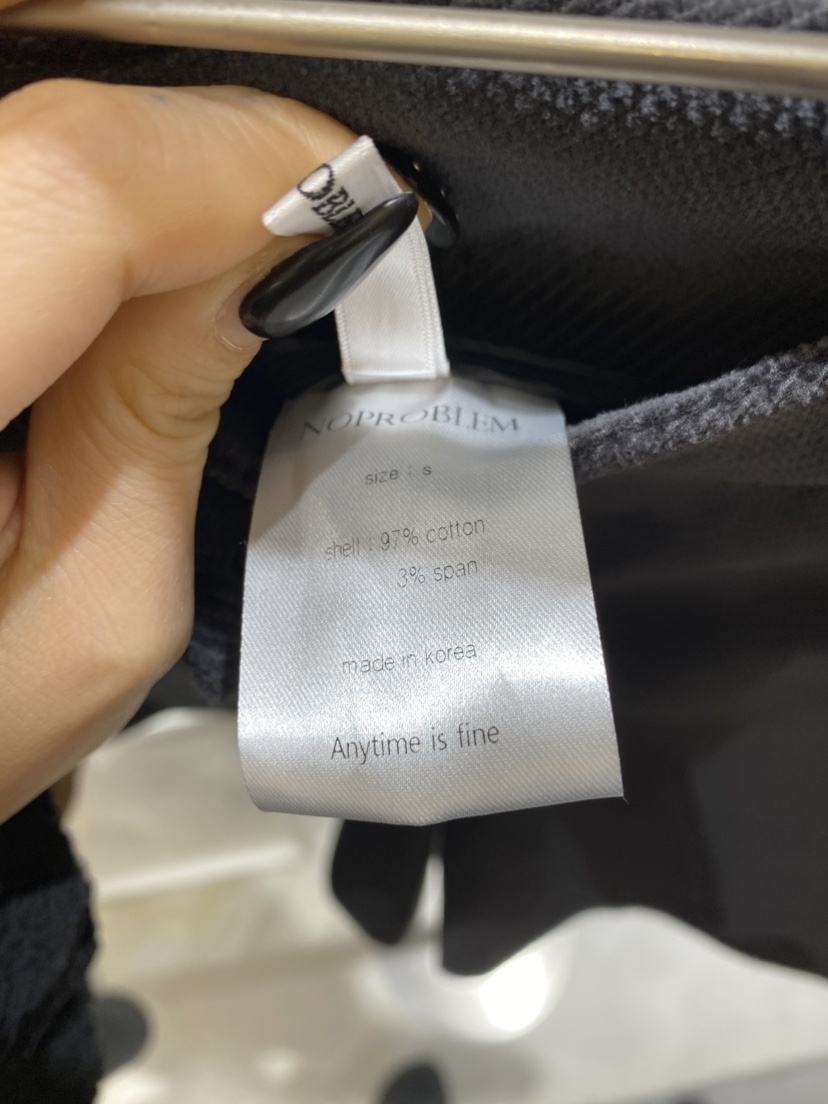 NOPROBLEM
size : s
shell : 97% cotton
3% span
made in korea
Anytime is fine